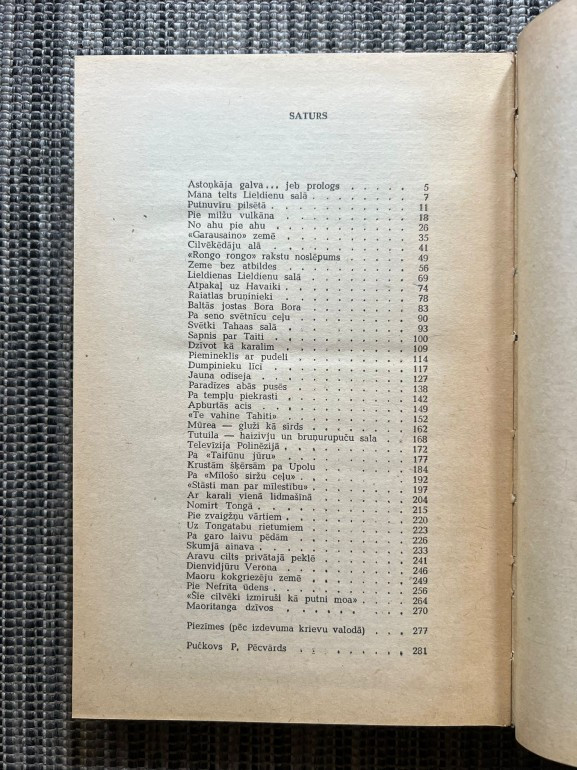 SATURS
Astoņkāja galva... jeb prologs . . . . . 5
Mana telts Lieldienu salā . . . . . . . . 7
Putnuvīru pilsētā . . . . . . . . . . 11
Pie milžu vulkāna . . . . . . . . . . 18
No ahu pie ahu . . . . . . . . . . 26
«Garausaino» zemē . . . . . . . . . . 35
Cilvēkēdāju alā . . . . . . . . . . 41
«Rongo rongo» rakstu noslēpums . . . . . 49
Zeme bez atbildes . . . . . . . . . . 56
Lieldienas Lieldienu salā . . . . . . . . 69
Atpakaļ uz Havaiki . . . . . . . . . . 74
Raiatlas bruņinieki . . . . . . . . . . 78
Baltās jostas Bora Bora . . . . . . . . 83
Pa seno svētnīcu ceļu . . . . . . . . . 90
Svētki Tahaas salā . . . . . . . . . . 93
Sapnis par Taiti . . . . . . . . . . 100
Dzīvot kā karalim . . . . . . . . . . 109
Piemineklis ar pudeli . . . . . . . . . 114
Dumpinieku līcī . . . . . . . . . . 117
Jauna odiseja . . . . . . . . . . . 127
Paradīzes abās pusēs . . . . . . . . . 138
Pa tempļu piekrasti . . . . . . . . . 142
Apburtās acis . . . . . . . . . . . 149
«Te vahine Tahiti» . . . . . . . . . . 152
Mūrea — gluži kā sirds . . . . . . . . 162
Tutuila — haizivju un bruņurupuču sala . 168
Televīzija Polinēzijā . . . . . . . . . 172
Pa «Taifūnu jūru» . . . . . . . . . . 177
Krustām šķērsām pa Upolu . . . . . . . 184
Pa «Mīlošo siržu ceļu» . . . . . . . . 192
«Stāsti man par mīlestību» . . . . . . . 197
Ar karali vienā lidmašīnā . . . . . . . 204
Nomirt Tongā . . . . . . . . . . . 215
Pie zvaigžņu vārtiem . . . . . . . . . 220
Uz Tongatabu rietumiem . . . . . . . . 223
Pa garo laivu pēdām . . . . . . . . . 226
Skumjā ainava . . . . . . . . . . . 233
Aravu cilts privātajā peklē . . . . . . . 241
Dienvidjūru Verona . . . . . . . . . . 246
Maoru kokgriezēju zemē . . . . . . . . 249
Pie Nefrīta ūdens . . . . . . . . . . 256
«Šie cilvēki izmiruši kā putni moa» . . . 264
Maoritanga dzīvos . . . . . . . . . . 270
Piezīmes (pēc izdevuma krievu valodā) . . . 277
Pučkovs P. Pēcvārds . . . . . . . . . 281